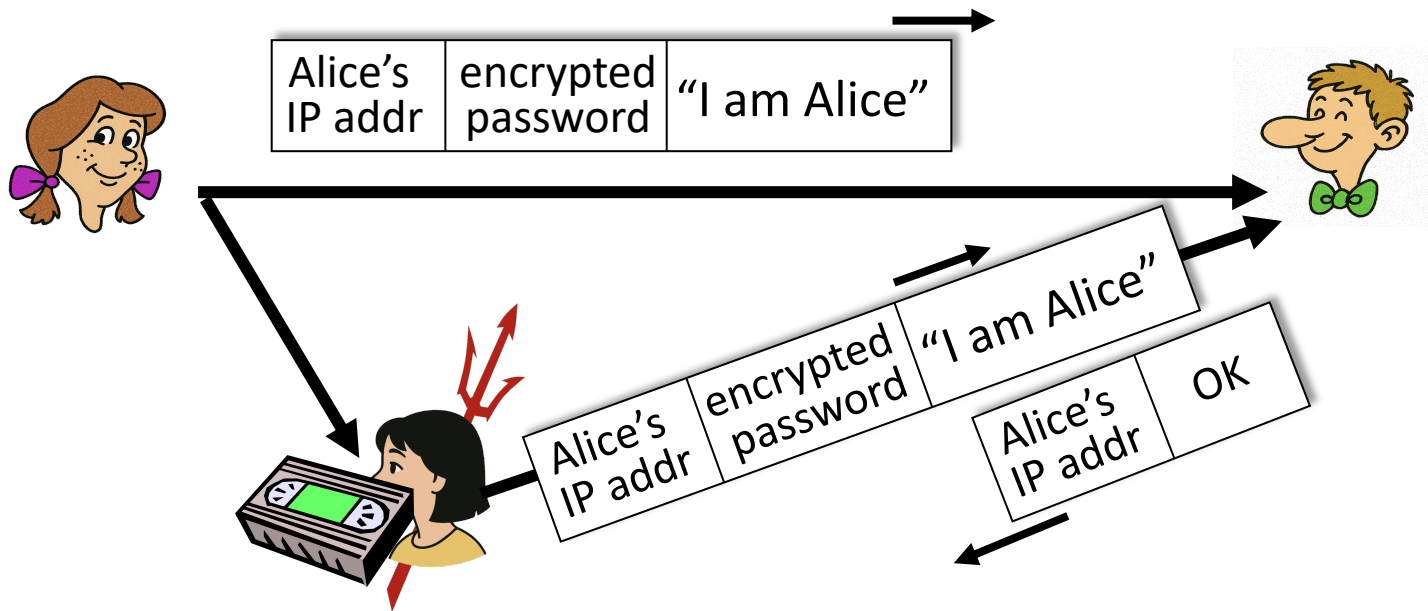 Alice’s
IP addr
encrypted
password
“I am Alice”
Alice’s
IP addr
encrypted
password
“I am Alice”
Alice’s
IP addr
OK